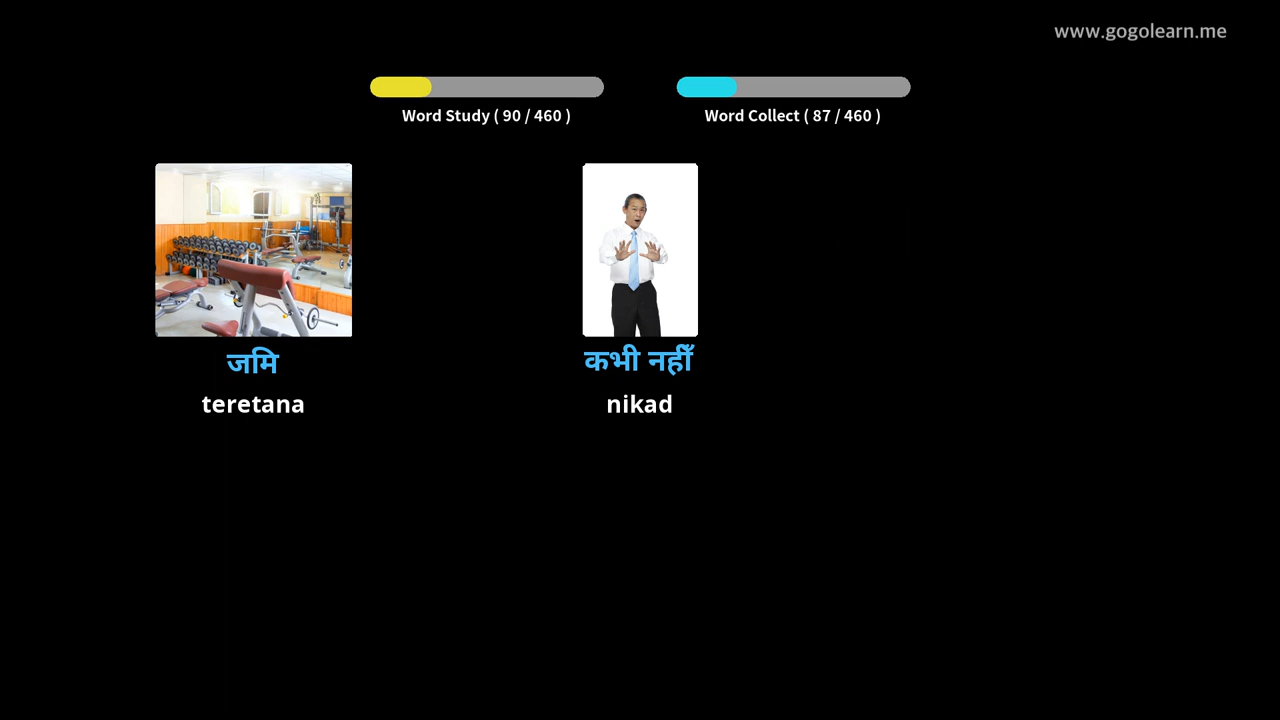 www.gogolearn.me
Word Study ( 90 / 460 )
Word Collect ( 87 / 460 )
जमि
teretana
कभी नहीँ
nikad